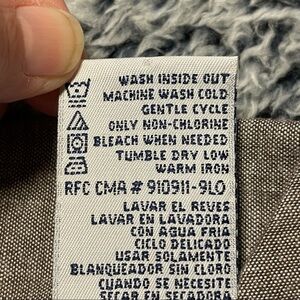 WASH INSIDE OUT
MACHINE WASH COLD
GENTLE CYCLE
ONLY NON-CHLORINE
BLEACH WHEN NEEDED
TUMBLE DRY LOW
WARM IRON
RFC CMA # 910911-9LO
LAVAR EL REVES
LAVAR EN LAVADORA
CON AGUA FRIA
CICLO DELICADO
USAR SOLAMENTE
BLANQUEADOR SIN CLORO
CUANDO SE NECESITE
SECAR EN SECADORA